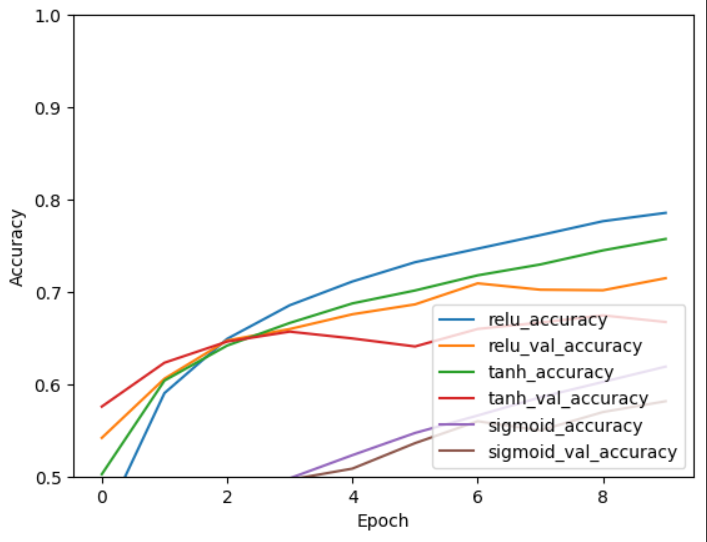 1.0
0.9
0.8
0.7
0.6
0.5
Accuracy
0 2 4 6 8
Epoch
relu_accuracy
relu_val_accuracy
tanh_accuracy
tanh_val_accuracy
sigmoid_accuracy
sigmoid_val_accuracy